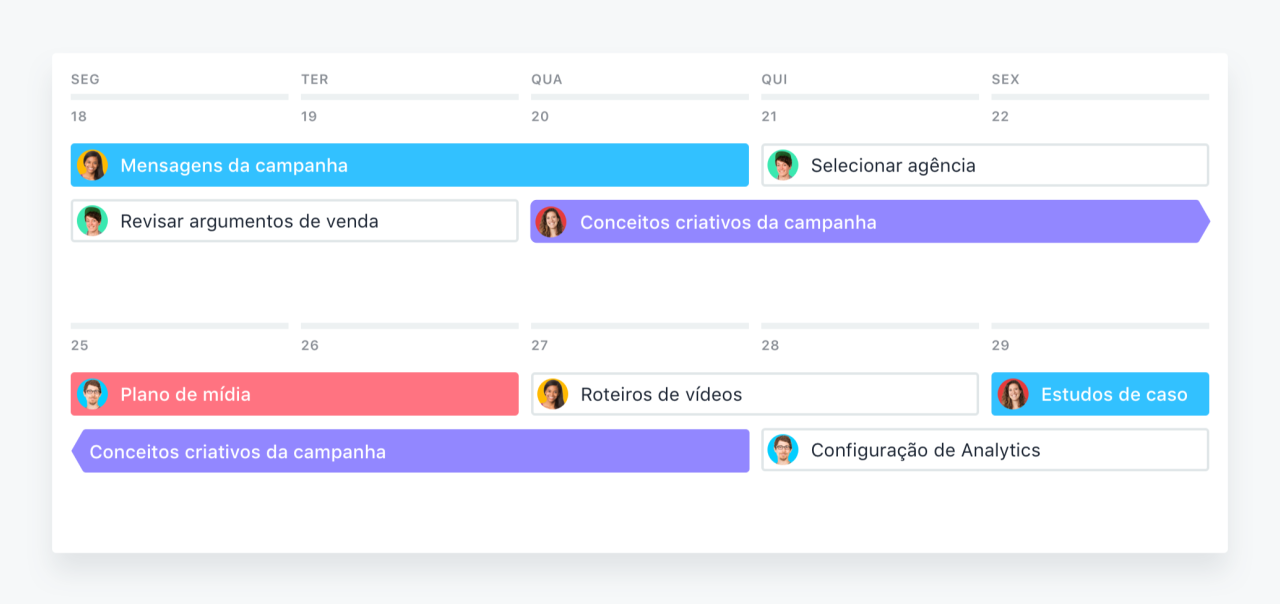 SEG TER QUA QUI SEX
18 19 20 21 22
Mensagens da campanha Selecionar agência
Revisar argumentos de venda Conceitos criativos da campanha
25 26 27 28 29
Plano de mídia Roteiros de vídeos Estudos de caso
Conceitos criativos da campanha Configuração de Analytics